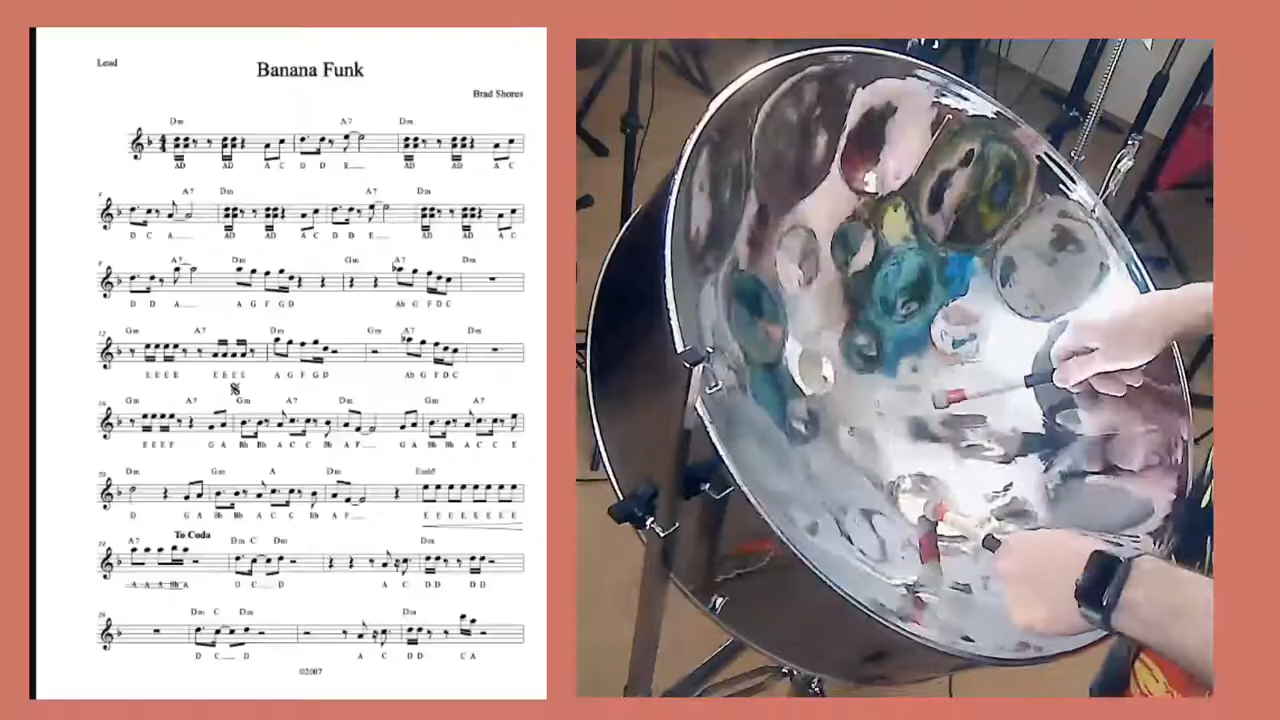 Lead
Banana Funk
Brad Shores
Dm A7 Dm
AD AD A C D D E AD AD A C
4 A7 Dm A7 Dm
D C A AD AD A C D D E AD AD A C
A7 Dm Gm A7 Dm
D D A A G F G D Ab G F D C
12 Gm A7 Dm Gm A7 Dm
E E E E E E E E A G F G D Ab G F D C
Gm A7 Gm A7 Dm Gm A7
E E E F G A Bb Bb A C C Bb A F G A Bb Bb A C C E
Dm Gm A Dm
D G A Bb Bb A C C Bb A F E E E E E E E
A7 To Coda Dm C Dm Dm
A A A Bb A D C D A C D D D D
Dm C Dm Dm
D C D A C D D C A
©2007